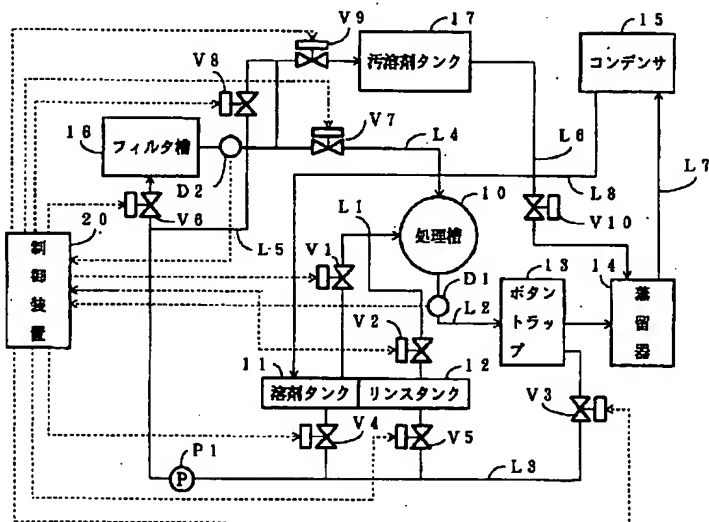 V9
17
汚溶剤タンク
15
コンデンサ
V8
16
フィルタ槽
V7
L4
L6
L7
D2
L8
20
制御装置
V6
L5
V1
L1
10
処理槽
V10
D1
L2
13
ボタントラップ
14
蒸留器
V2
11
溶剤タンク
12
リンスタンク
V3
V4
V5
P1
P
L3